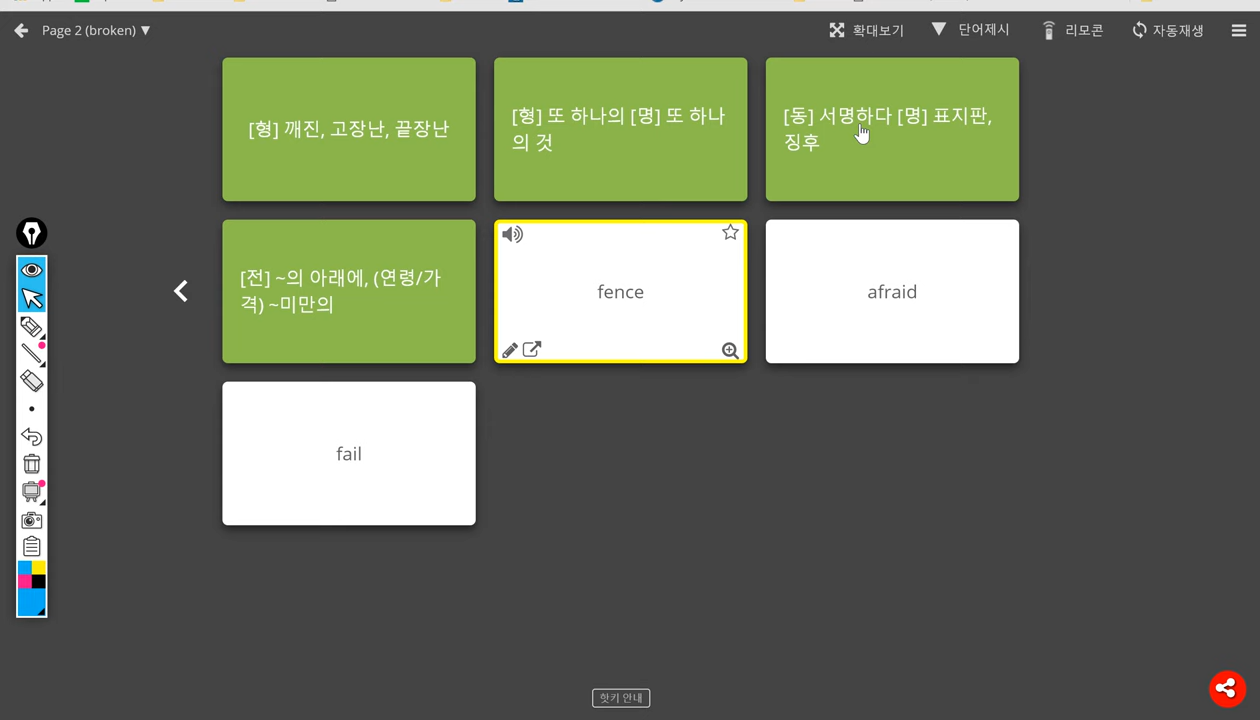 Page 2 (broken) ▼
확대보기
단어제시
리모콘
자동재생
[형] 깨진, 고장난, 끝장난
[형] 또 하나의 [명] 또 하나
의 것
[동] 서명하다 [명] 표지판,
징후
[전] ~의 아래에, (연령/가
격) ~미만의
fence
afraid
fail
핫키 안내